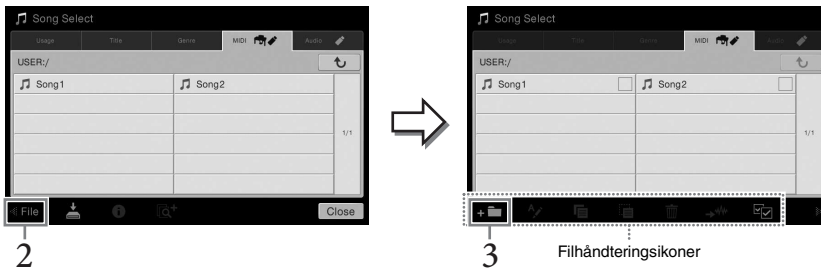 Song Select
Usage Title Genre MIDI Audio
USER:/
Song1 Song2
1/1
File Close
2
Song Select
Usage Title Genre MIDI Audio
USER:/
Song1 Song2
1/1
3
Filhåndteringsikoner